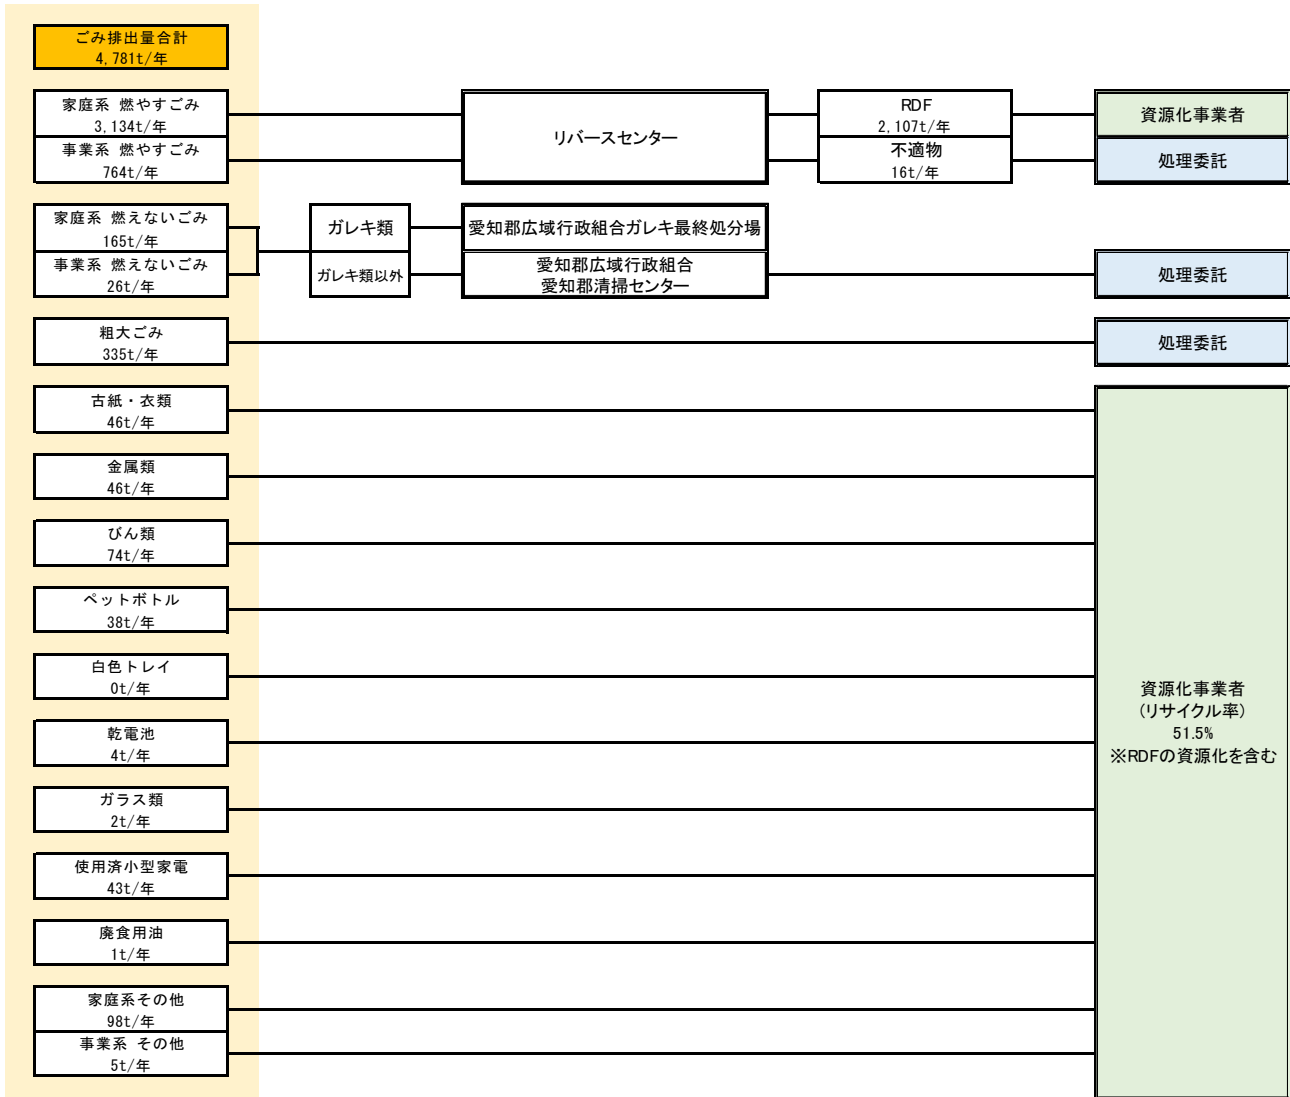 ごみ排出量合計
4,781t/年
家庭系 燃やすごみ
3,134t/年
事業系 燃やすごみ
764t/年
リバースセンター
RDF
2,107t/年
不適物
16t/年
資源化事業者
処理委託
家庭系 燃えないごみ
165t/年
事業系 燃えないごみ
26t/年
ガレキ類
ガレキ類以外
愛知郡広域行政組合ガレキ最終処分場
愛知郡広域行政組合
愛知郡清掃センター
処理委託
粗大ごみ
335t/年
処理委託
古紙・衣類
46t/年
金属類
46t/年
びん類
74t/年
ペットボトル
38t/年
白色トレイ
0t/年
乾電池
4t/年
ガラス類
2t/年
使用済小型家電
43t/年
廃食用油
1t/年
家庭系その他
98t/年
事業系 その他
5t/年
資源化事業者
(リサイクル率)
51.5%
※RDFの資源化を含む